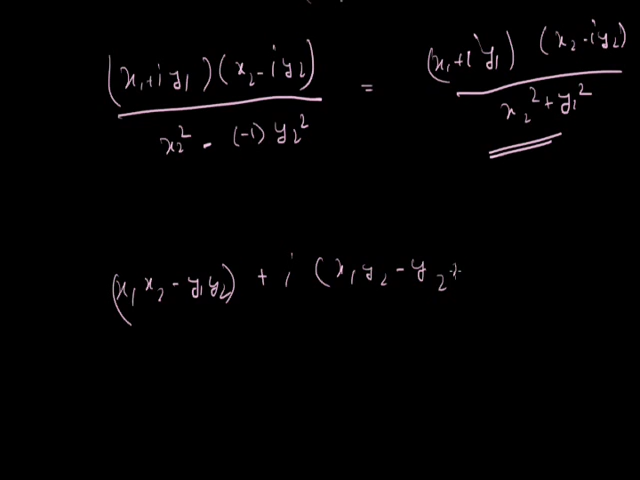 (x₁+iy₁)(x₂-iy₂) / x₂² - (-1)y₂² = (x₁+iy₁)(x₂-iy₂) / x₂²+y₁²
(x₁x₂ - y₁y₂) + i(x₁y₂ - y₂